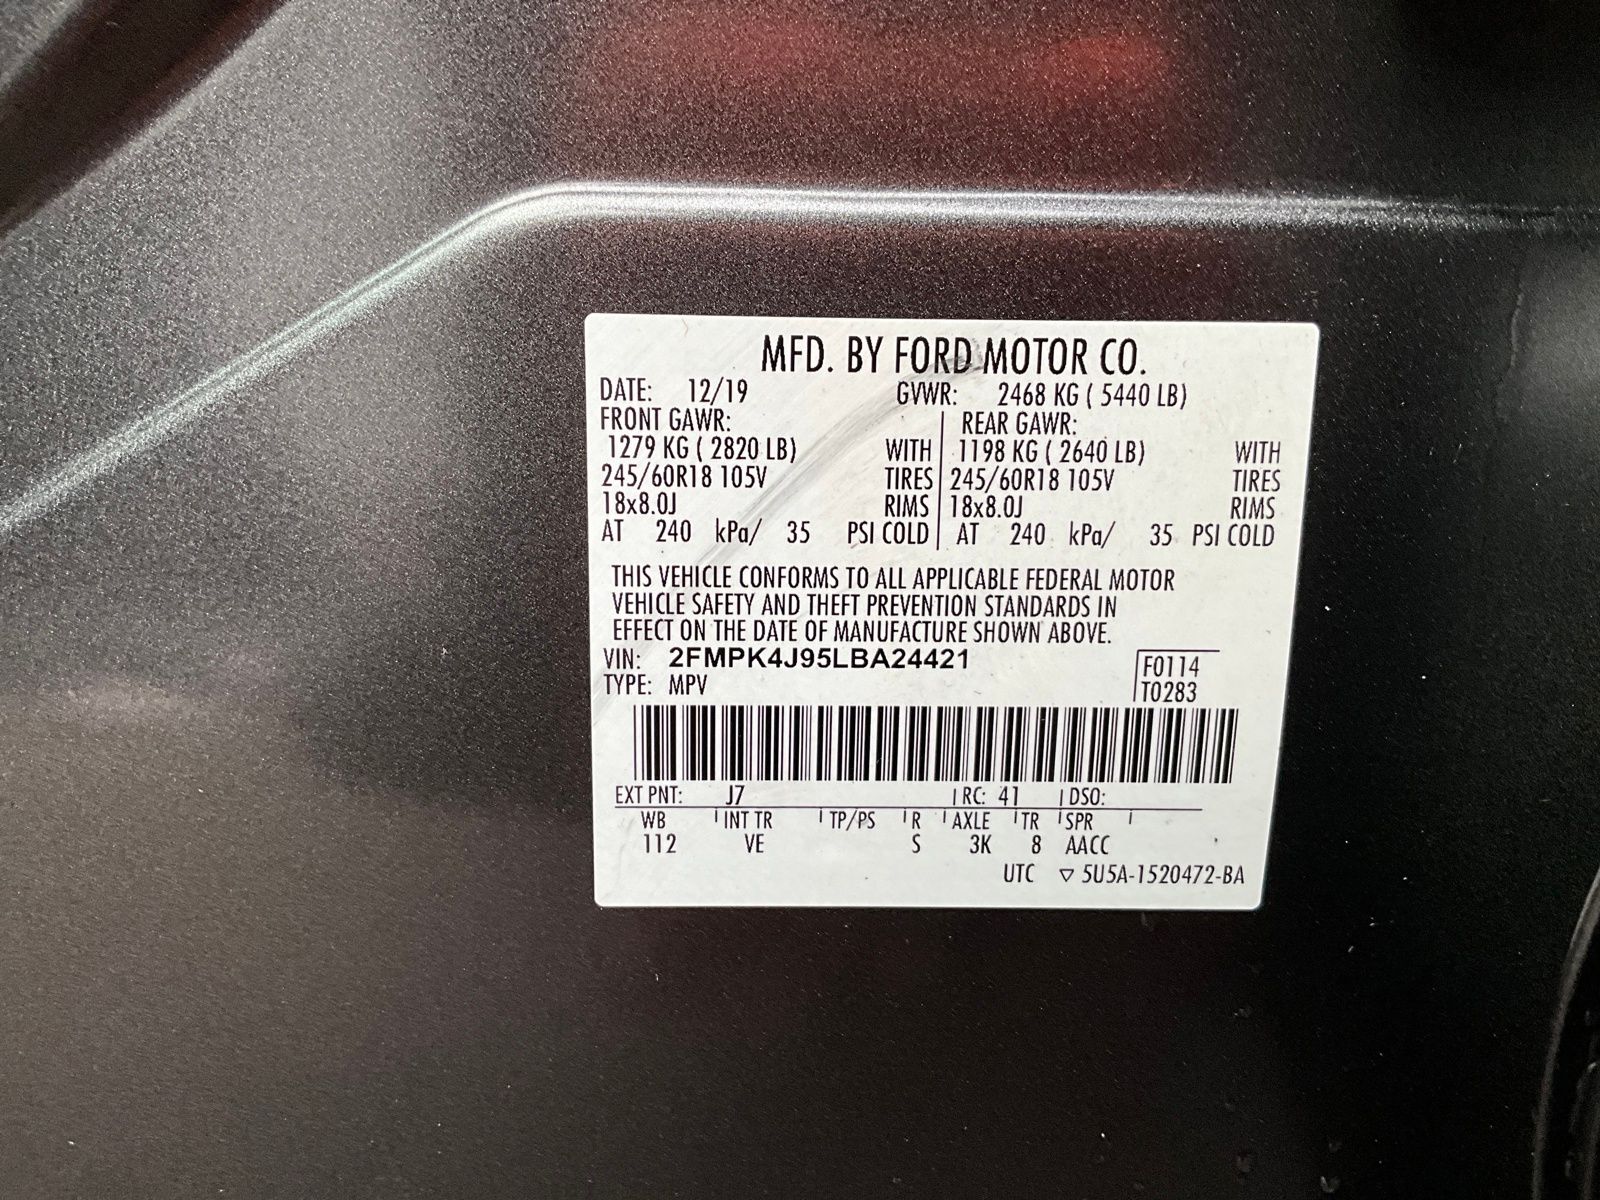 MFD. BY FORD MOTOR CO.
DATE: 12/19 GVWR: 2468 KG ( 5440 LB)
FRONT GAWR: REAR GAWR:
1279 KG ( 2820 LB) WITH 1198 KG ( 2640 LB) WITH
245/60R18 105V TIRES 245/60R18 105V TIRES
18x8.0J RIMS 18x8.0J RIMS
AT 240 kPa/ 35 PSI COLD AT 240 kPa/ 35 PSI COLD
THIS VEHICLE CONFORMS TO ALL APPLICABLE FEDERAL MOTOR
VEHICLE SAFETY AND THEFT PREVENTION STANDARDS IN
EFFECT ON THE DATE OF MANUFACTURE SHOWN ABOVE.
VIN: 2FMPK4J95LBA24421 F0114
TYPE: MPV T0283
EXT PNT: J7 RC: 41 DSO:
WB INT TR TP/PS R AXLE TR SPR
112 VE S 3K 8 AACC
UTC ▽ 5U5A-1520472-BA